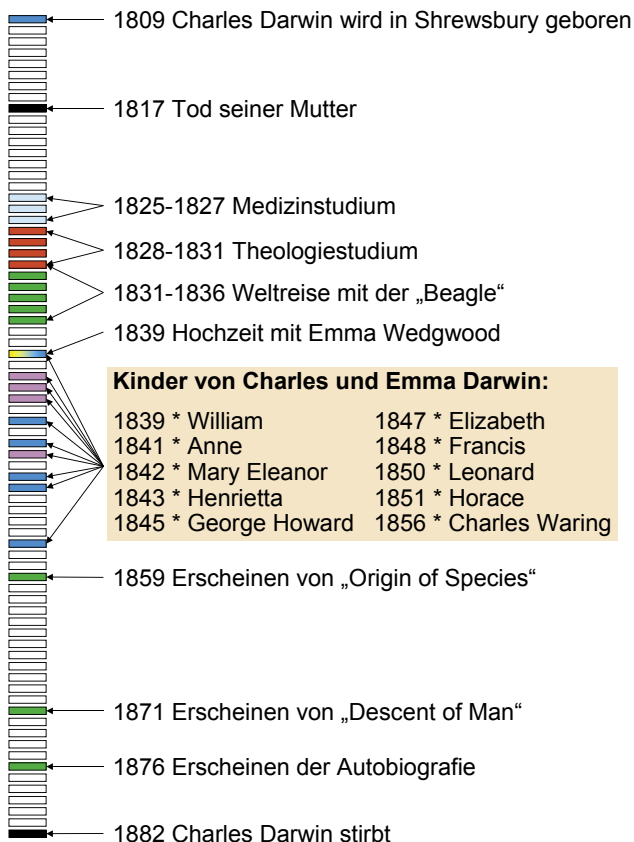 1809 Charles Darwin wird in Shrewsbury geboren
1817 Tod seiner Mutter
1825-1827 Medizinstudium
1828-1831 Theologiestudium
1831-1836 Weltreise mit der „Beagle“
1839 Hochzeit mit Emma Wedgwood
Kinder von Charles und Emma Darwin:
1839 * William 1847 * Elizabeth
1841 * Anne 1848 * Francis
1842 * Mary Eleanor 1850 * Leonard
1843 * Henrietta 1851 * Horace
1845 * George Howard 1856 * Charles Waring
1859 Erscheinen von „Origin of Species“
1871 Erscheinen von „Descent of Man“
1876 Erscheinen der Autobiografie
1882 Charles Darwin stirbt